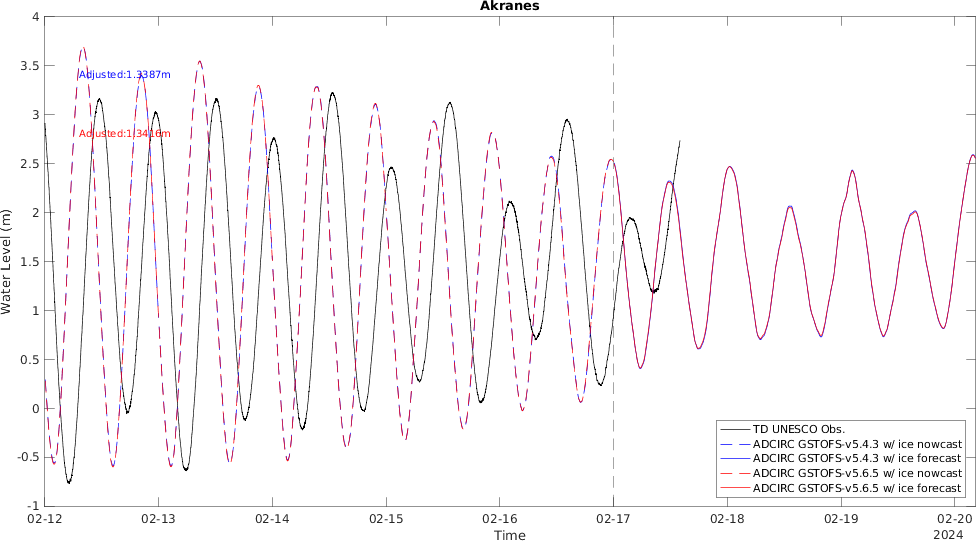 Akranes
4
3.5
3
2.5
2
1.5
1
0.5
0
-0.5
-1
Water Level (m)
Adjusted:1.3387m
Adjusted:1.3416m
TD UNESCO Obs.
ADCIRC GSTOFS-v5.4.3 w/ ice nowcast
ADCIRC GSTOFS-v5.4.3 w/ ice forecast
ADCIRC GSTOFS-v5.6.5 w/ ice nowcast
ADCIRC GSTOFS-v5.6.5 w/ ice forecast
02-12 02-13 02-14 02-15 02-16 02-17 02-18 02-19 02-20
Time
2024